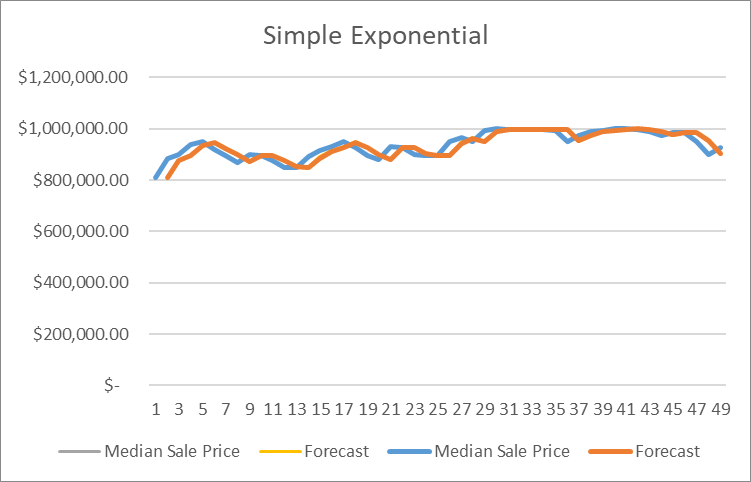 Simple Exponential
$1,200,000.00
$1,000,000.00
$800,000.00
$600,000.00
$400,000.00
$200,000.00
$-
1 3 5 7 9 11 13 15 17 19 21 23 25 27 29 31 33 35 37 39 41 43 45 47 49
Median Sale Price Forecast Median Sale Price Forecast